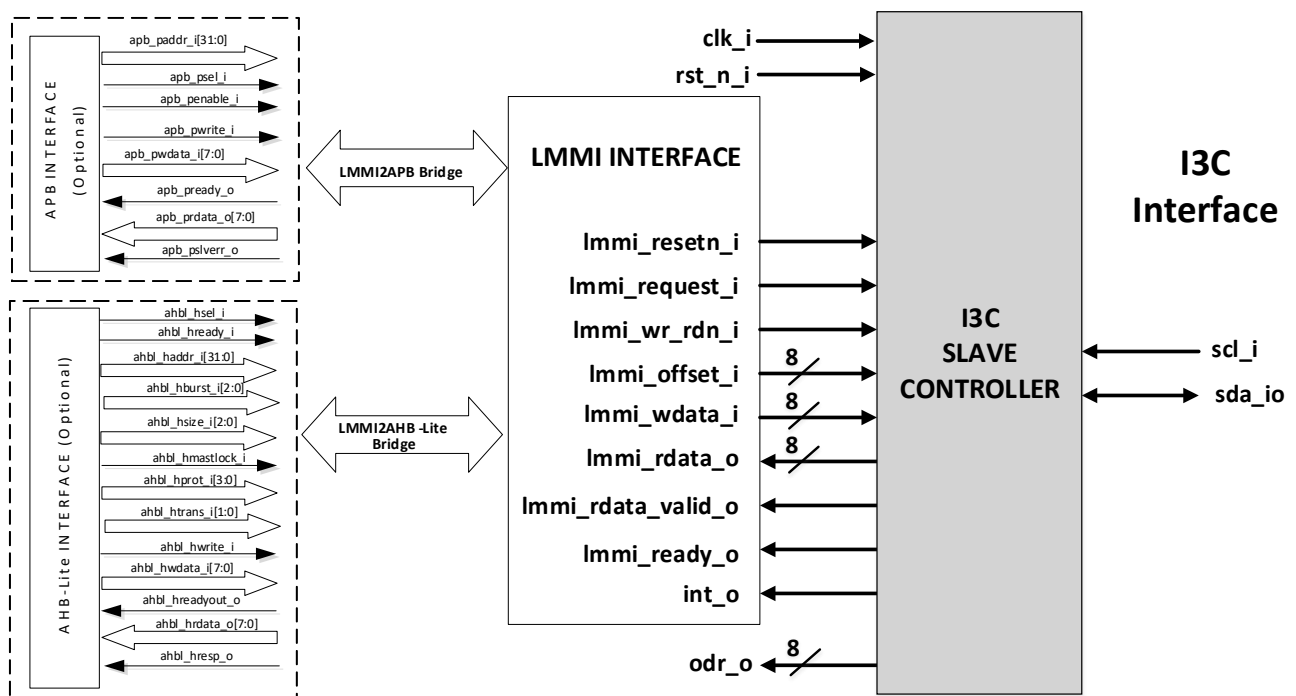 APB INTERFACE
(Optional)
apb_paddr_i[31:0]
apb_psel_i
apb_penable_i
apb_pwrite_i
apb_pwdata_i[7:0]
apb_pready_o
apb_prdata_o[7:0]
apb_pslverr_o
AHB-Lite INTERFACE (Optional)
ahbl_hsel_i
ahbl_hready_i
ahbl_haddr_i[31:0]
ahbl_hburst_i[2:0]
ahbl_hsize_i[2:0]
ahbl_hmastlock_i
ahbl_hprot_i[3:0]
ahbl_htrans_i[1:0]
ahbl_hwrite_i
ahbl_hwdata_i[7:0]
ahbl_hreadyout_o
ahbl_hrdata_o[7:0]
ahbl_hresp_o
LMMI2APB Bridge
LMMI2AHB -Lite
Bridge
clk_i
rst_n_i
LMMI INTERFACE
lmmi_resetn_i
lmmi_request_i
lmmi_wr_rdn_i
lmmi_offset_i 8
lmmi_wdata_i 8
lmmi_rdata_o 8
lmmi_rdata_valid_o
lmmi_ready_o
int_o
odr_o 8
I3C
SLAVE
CONTROLLER
I3C
Interface
scl_i
sda_io